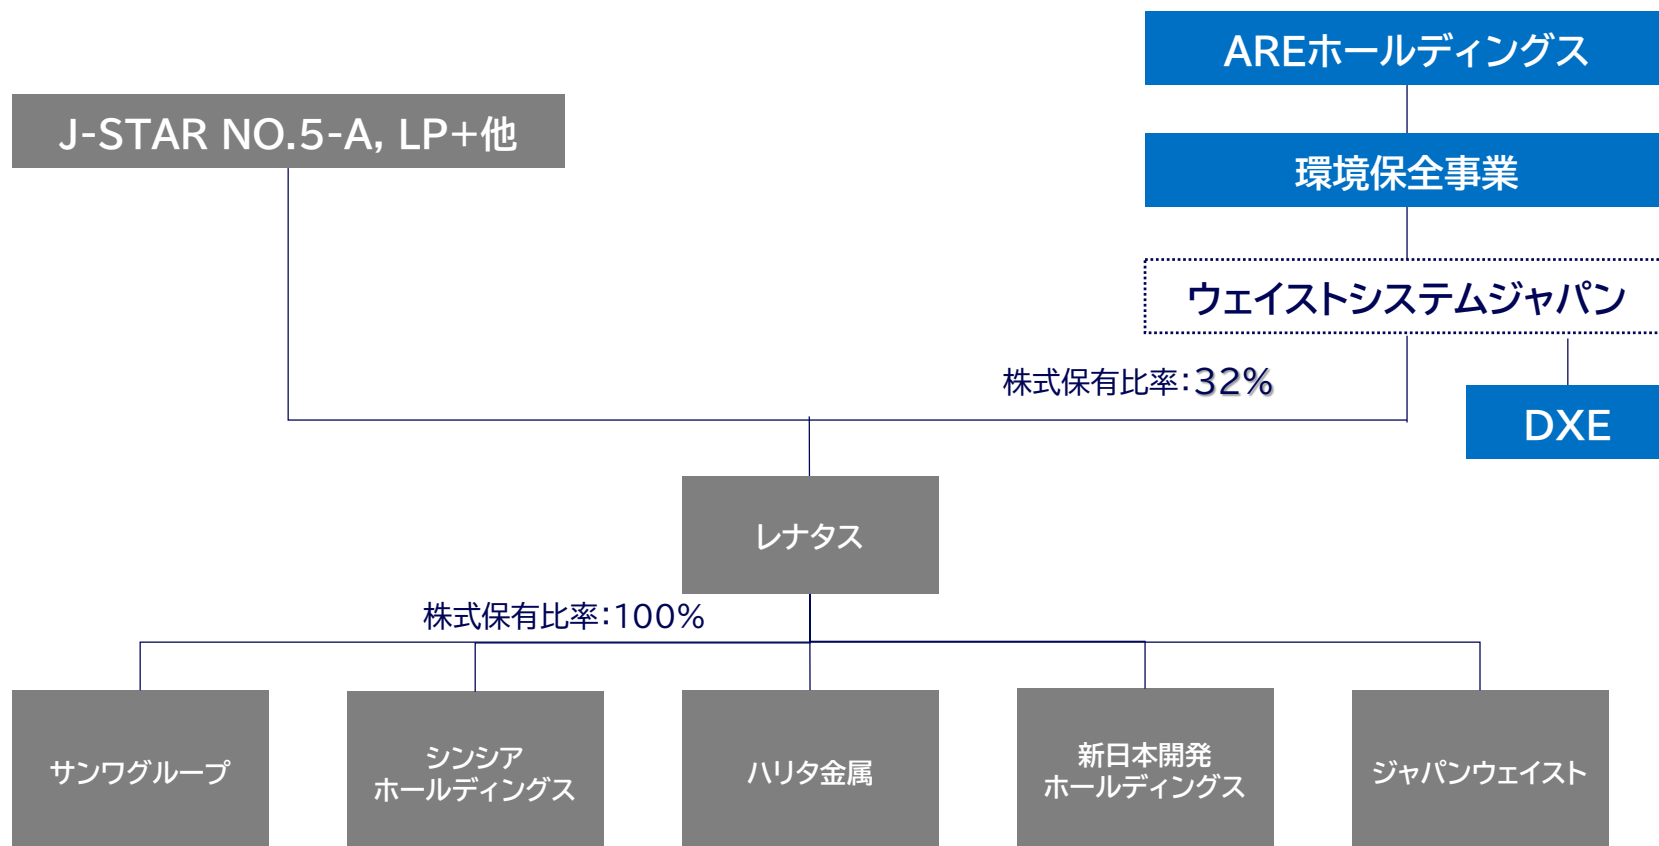 AREホールディングス
J-STAR NO.5-A, LP+他
環境保全事業
ウェイストシステムジャパン
株式保有比率：32%
DXE
レナタス
株式保有比率：100%
サンワグループ
シンシア
ホールディングス
ハリタ金属
新日本開発
ホールディングス
ジャパンウェイスト